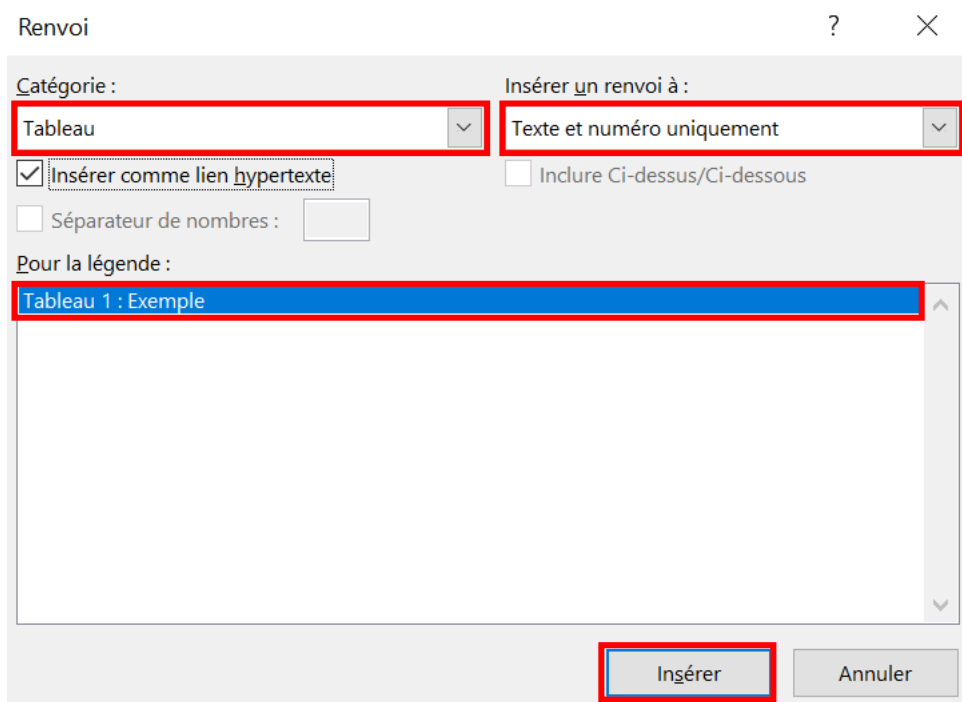 Renvoi ?
Catégorie : Insérer un renvoi à :
Tableau Texte et numéro uniquement
Insérer comme lien hypertexte Inclure Ci-dessus/Ci-dessous
Séparateur de nombres :
Pour la légende :
Tableau 1 : Exemple
Insérer Annuler